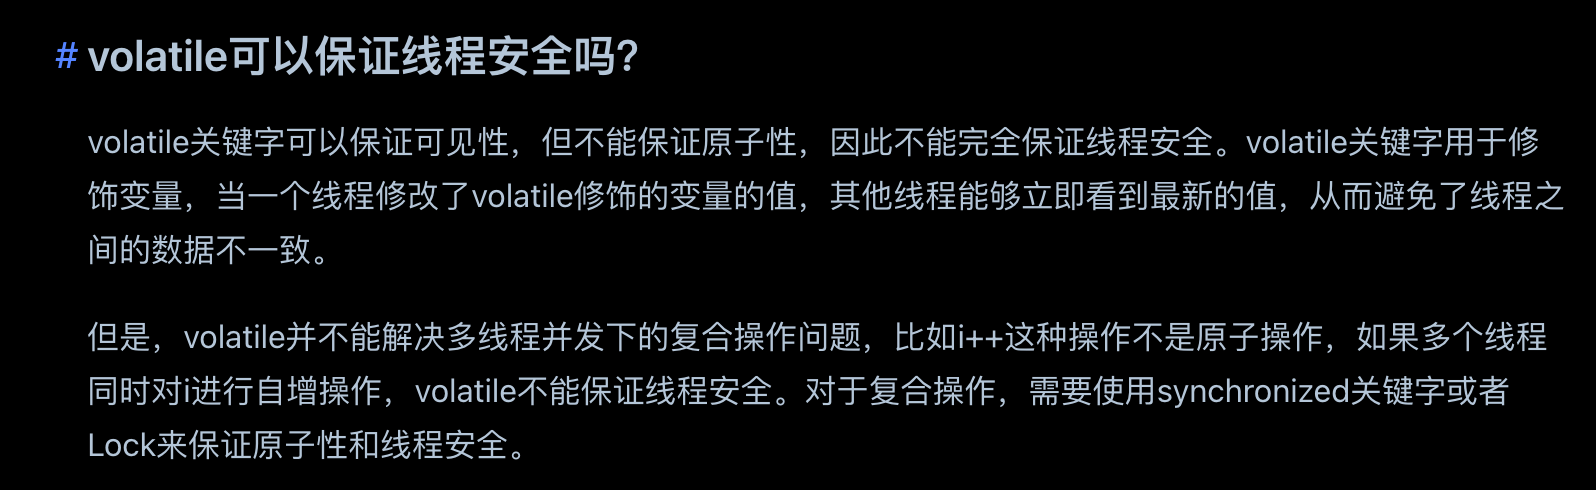 # volatile可以保证线程安全吗?
volatile关键字可以保证可见性，但不能保证原子性，因此不能完全保证线程安全。volatile关键字用于修
饰变量，当一个线程修改了volatile修饰的变量的值，其他线程能够立即看到最新的值，从而避免了线程之
间的数据不一致。
但是，volatile并不能解决多线程并发下的复合操作问题，比如i++这种操作不是原子操作，如果多个线程
同时对i进行自增操作，volatile不能保证线程安全。对于复合操作，需要使用synchronized关键字或者
Lock来保证原子性和线程安全。